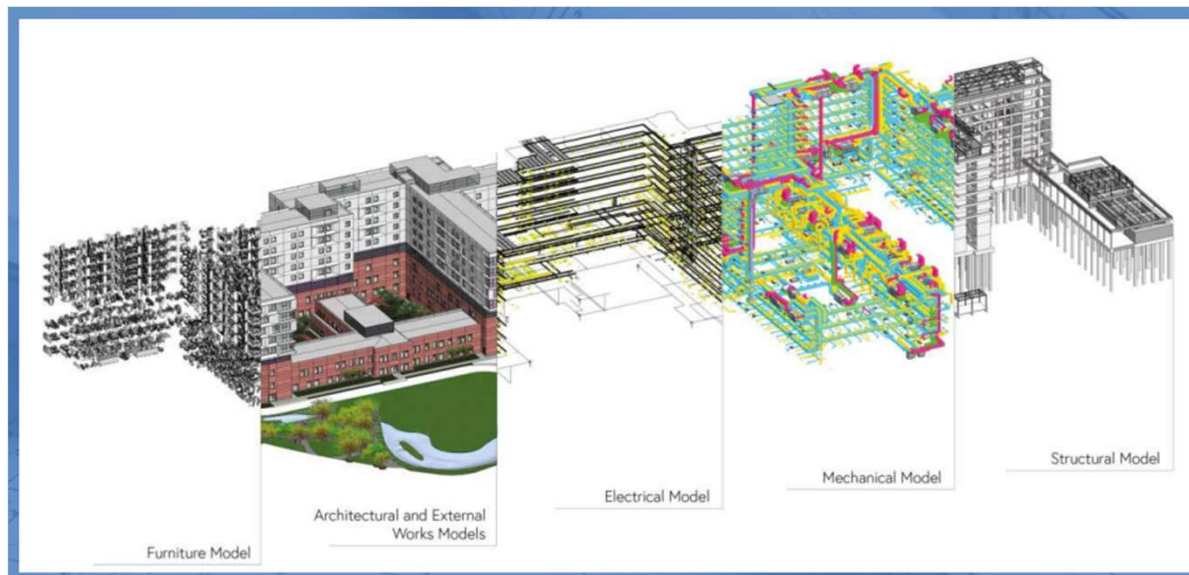 Furniture Model
Architectural and External
Works Models
Electrical Model
Mechanical Model
Structural Model